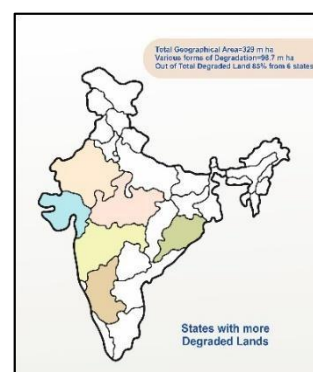 Total Geographical Area=329 m ha
Various forms of Degradation=96.7 m ha
Out of Total Degraded Land 65% from 6 states
States with more
Degraded Lands